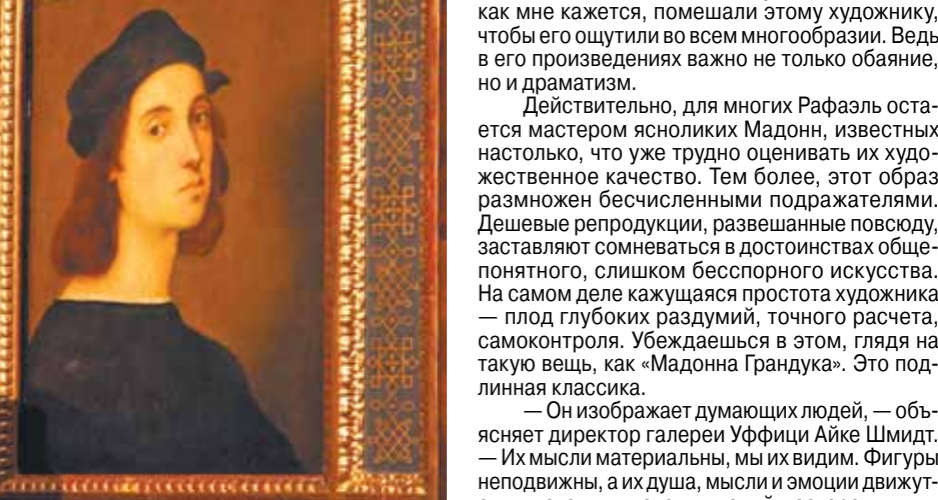 как мне кажется, помешали этому художнику,
чтобы его ощутили во всем многообразии. Ведь
в его произведениях важно не только обаяние,
но и драматизм.
Действительно, для многих Рафаэль оста-
ется мастером ясноликих Мадонн, известных
настолько, что уже трудно оценивать их худо-
жественное качество. Тем более, этот образ
размножен бесчисленными подражателями.
Дешевые репродукции, развешанные повсюду,
заставляют сомневаться в достоинствах обще-
понятного, слишком бесспорного искусства.
На самом деле кажущаяся простота художника
— плод глубоких раздумий, точного расчета,
самоконтроля. Убеждаешься в этом, глядя на
такую вещь, как «Мадонна Грандука». Это под-
линная классика.
— Он изображает думающих людей, — объ-
ясняет директор галереи Уффици Айке Шмидт.
— Их мысли материальны, мы их видим. Фигуры
неподвижны, а их душа, мысли и эмоции движут-